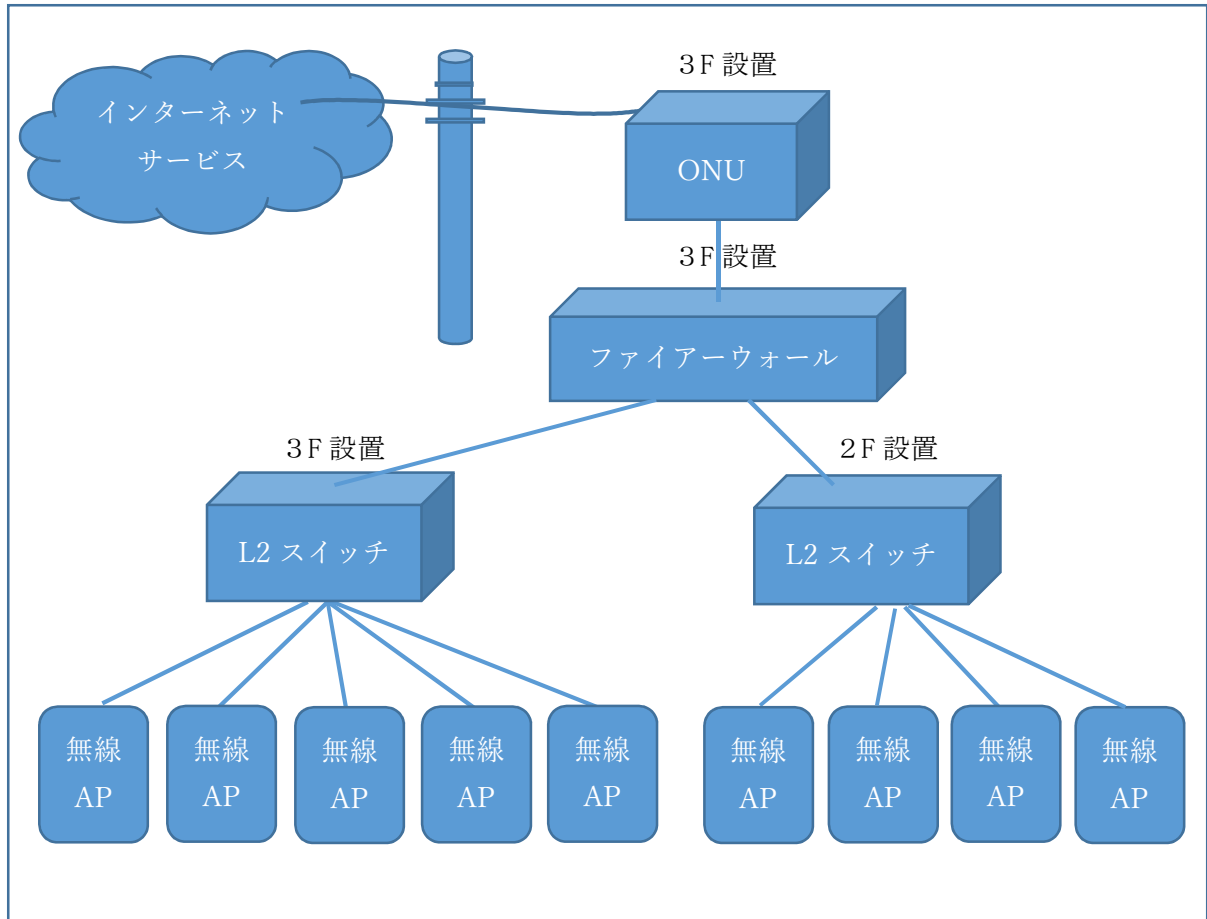 3F 設置
インターネット
サービス
ONU
3F 設置
ファイアーウォール
3F 設置
2F 設置
L2 スイッチ
L2 スイッチ
無線
AP
無線
AP
無線
AP
無線
AP
無線
AP
無線
AP
無線
AP
無線
AP
無線
AP